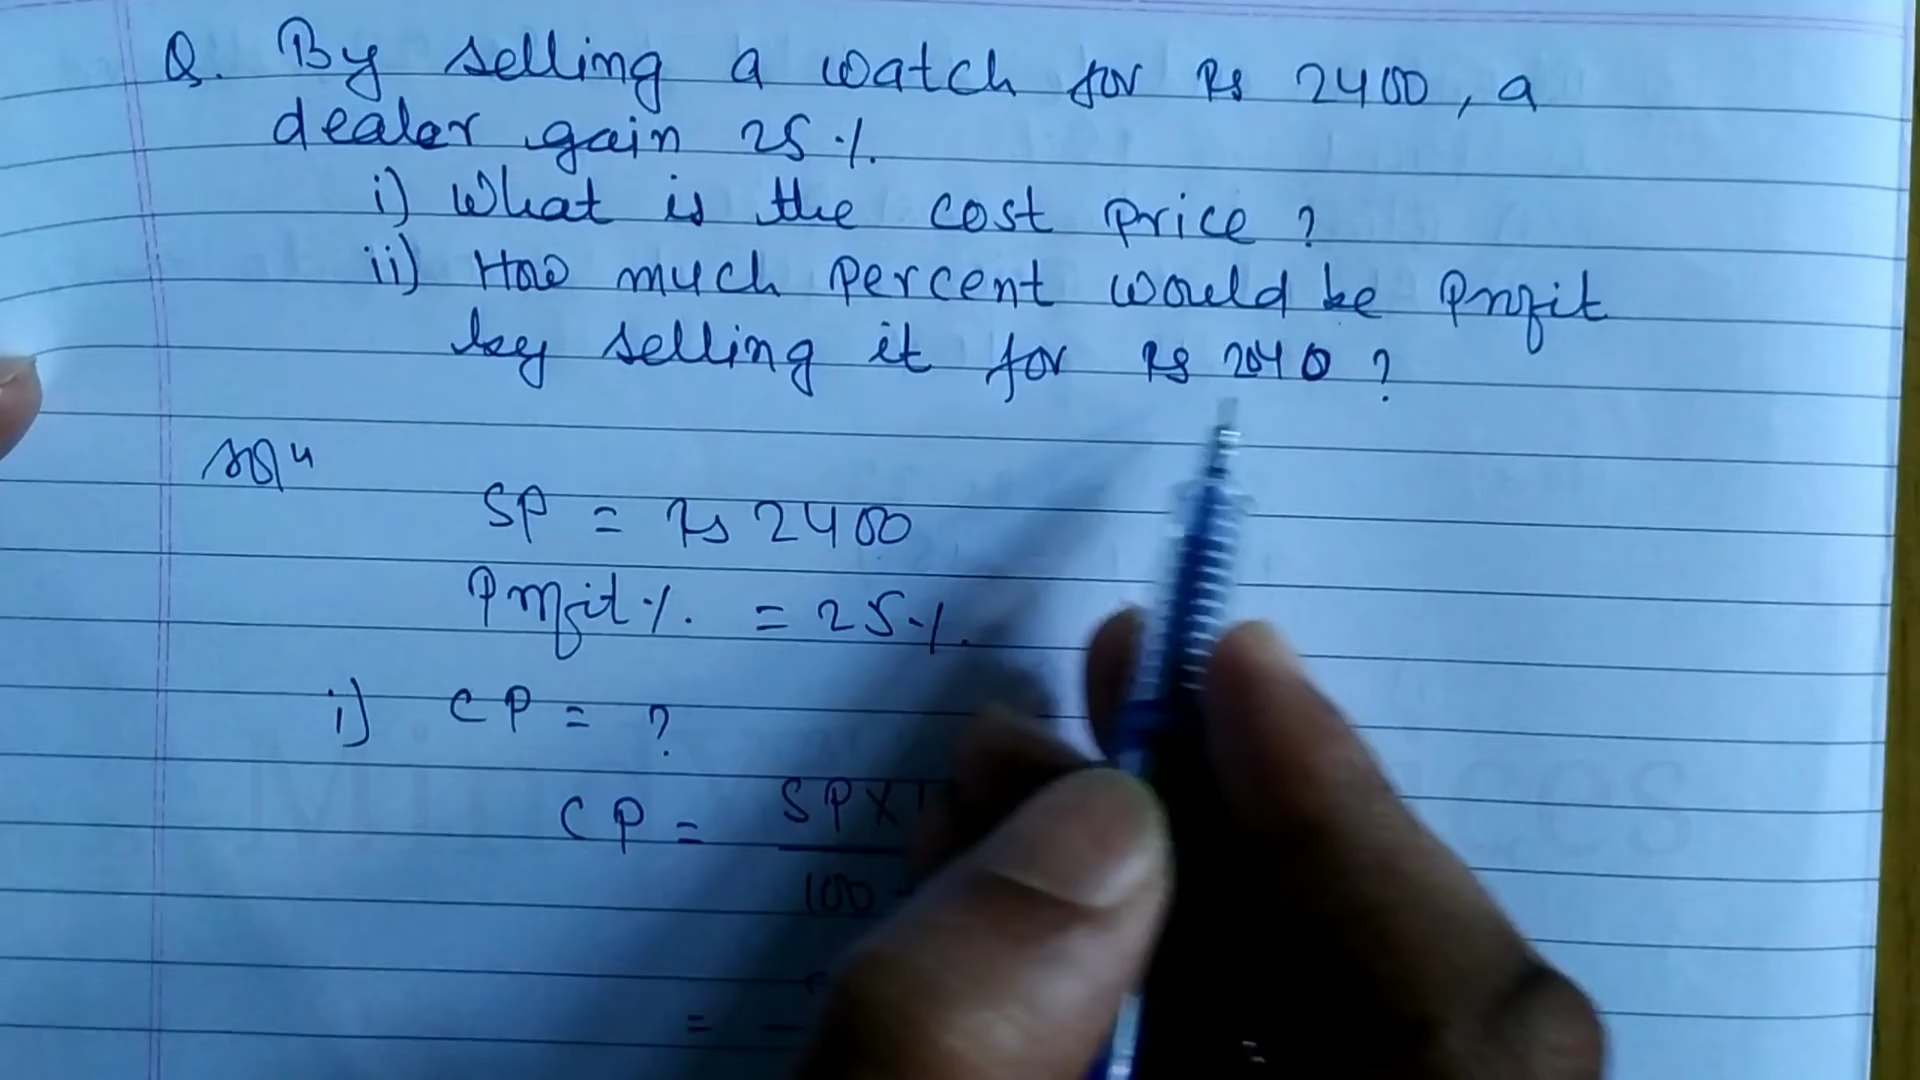 Q. By selling a watch for Rs 2400, a
dealer gain 25%.
i) What is the cost price?
ii) How much percent would be profit
by selling it for Rs 2040?
Solⁿ
SP = Rs 2400
Profit% = 25%.
i) CP = ?
CP = SP X
100
=